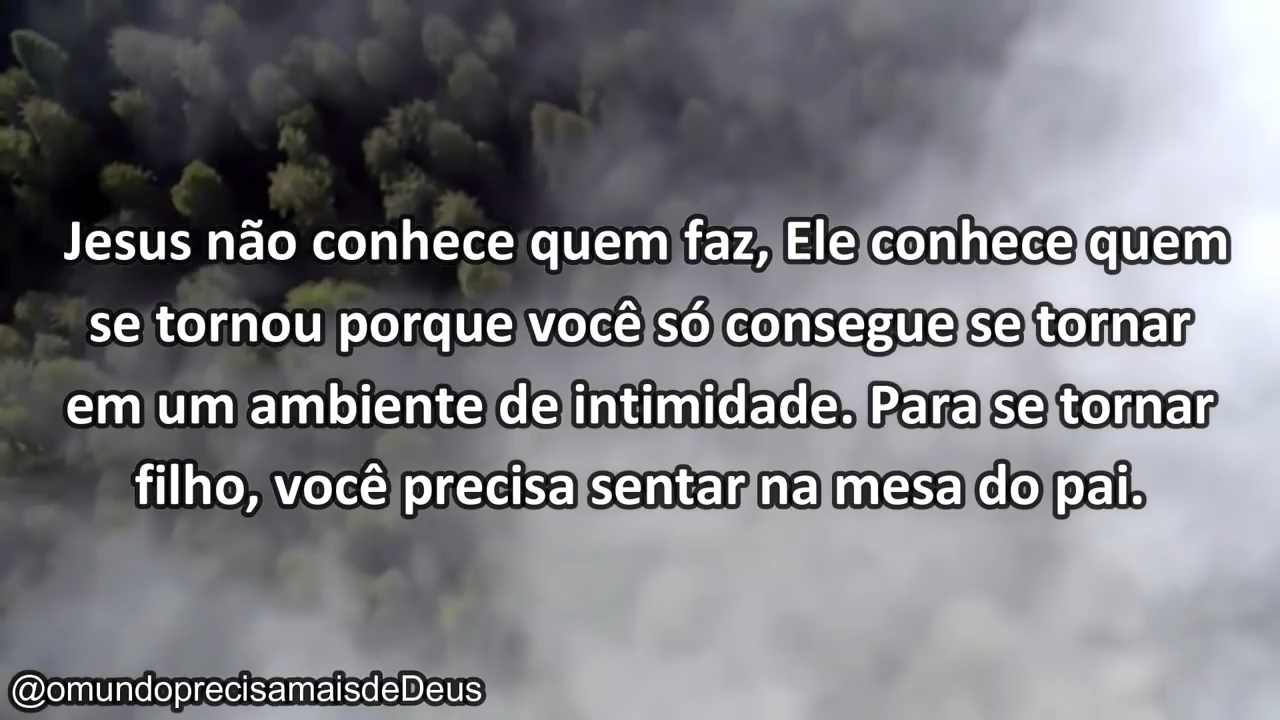 Jesus não conhece quem faz, Ele conhece quem
se tornou porque você só consegue se tornar
em um ambiente de intimidade. Para se tornar
filho, você precisa sentar na mesa do pai.
@omundoprecisamaisdeDeus